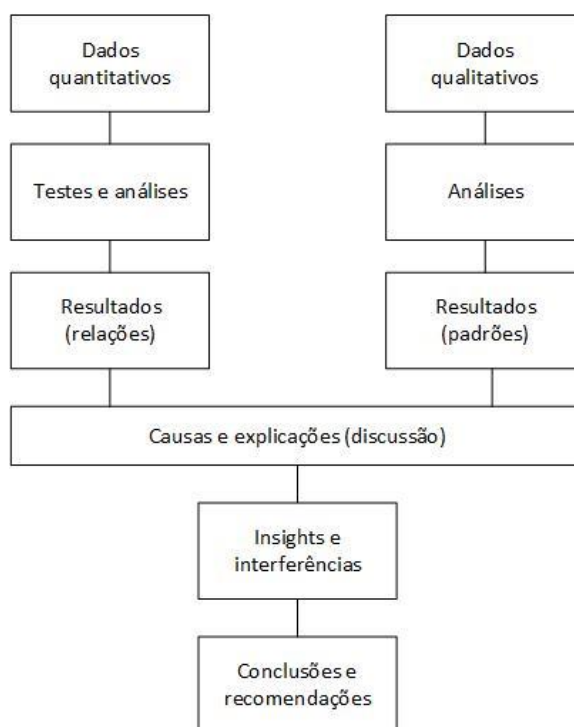 Dados
quantitativos
Dados
qualitativos
Testes e análises
Análises
Resultados
(relações)
Resultados
(padrões)
Causas e explicações (discussão)
Insights e
interferências
Conclusões e
recomendações